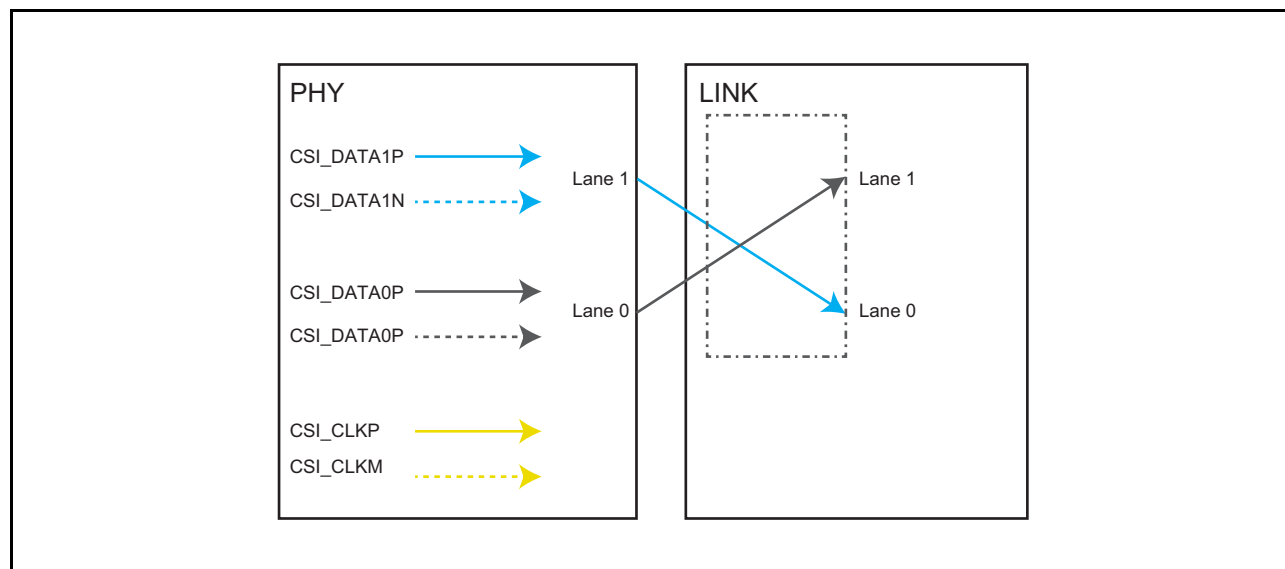 PHY
CSI_DATA1P
CSI_DATA1N
Lane 1
CSI_DATA0P
CSI_DATA0P
Lane 0
CSI_CLKP
CSI_CLKM
LINK
Lane 1
Lane 0